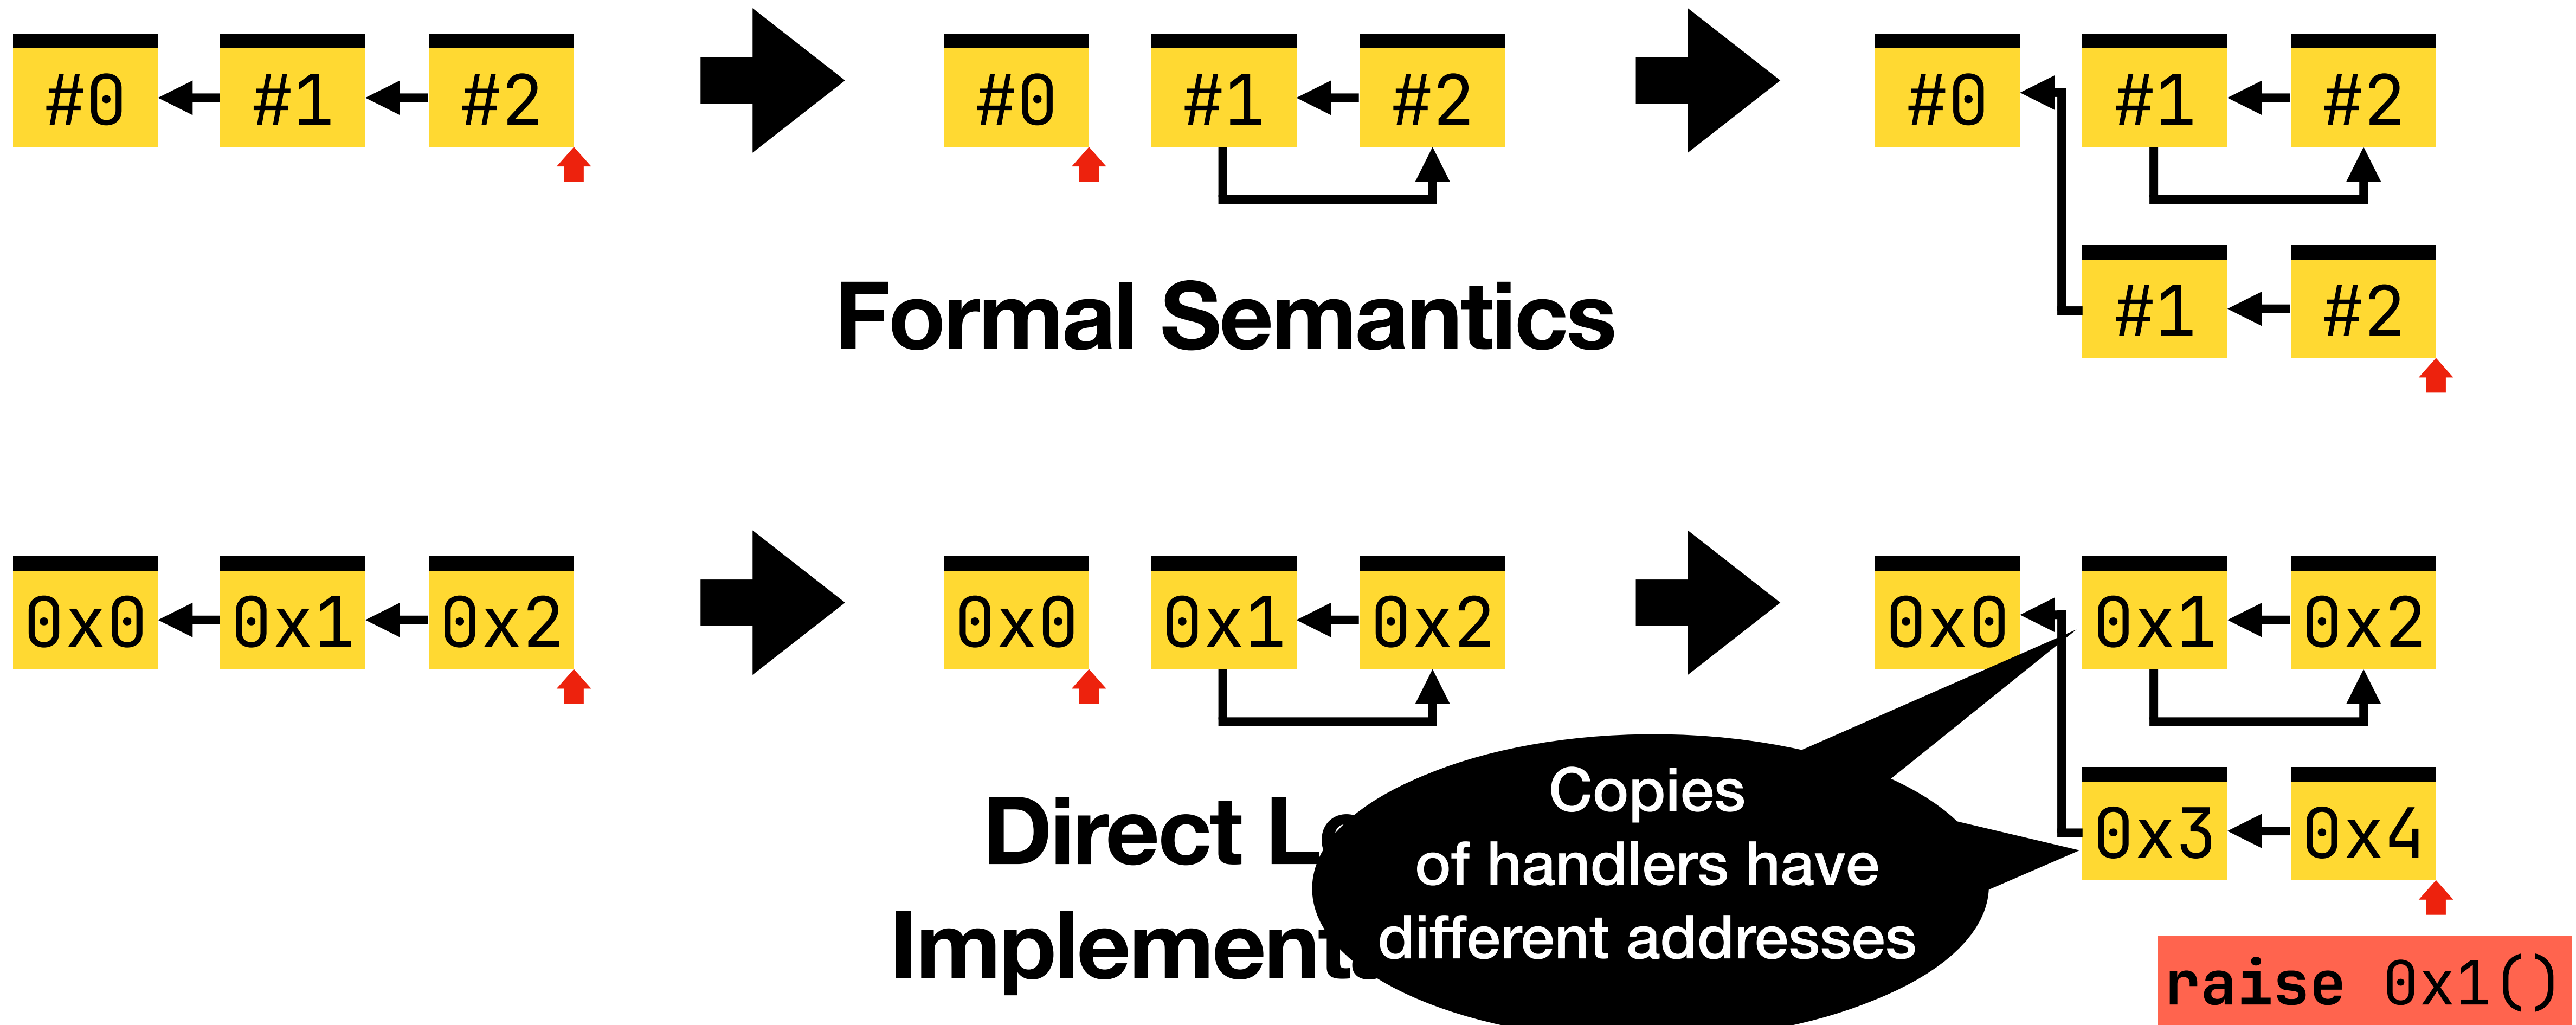 #0 #1 #2 #0 #1 #2 #0 #1 #2
#1 #2
Formal Semantics
0x0 0x1 0x2 0x0 0x1 0x2 0x0 0x1 0x2
0x3 0x4
Direct
Copies
of handlers have
different addresses
raise 0x1()